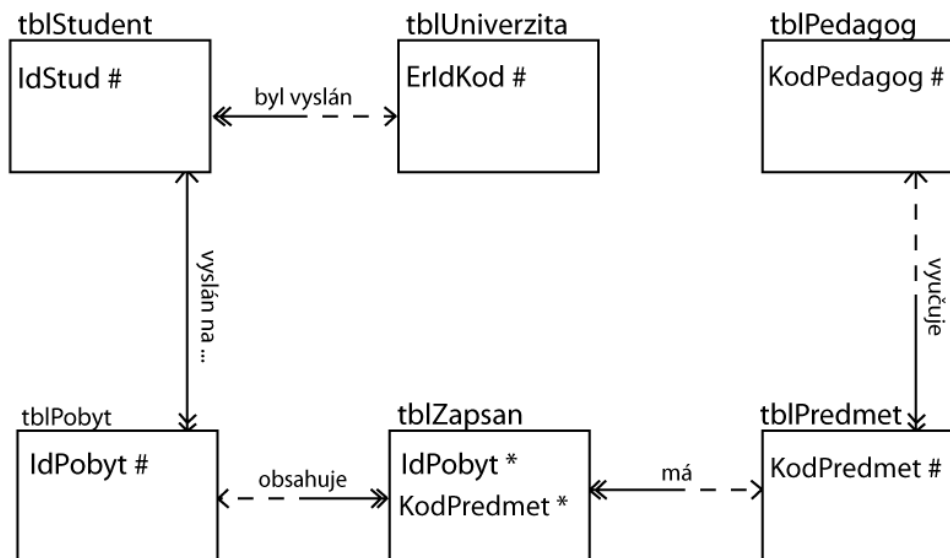 tblStudent
IdStud #
byl vyslán
tblUniverzita
ErIdKod #
tblPedagog
KodPedagog #
vyslán na ...
vyučuje
tblPobyt
IdPobyt #
obsahuje
tblZapsan
IdPobyt *
KodPredmet *
má
tblPredmet
KodPredmet #